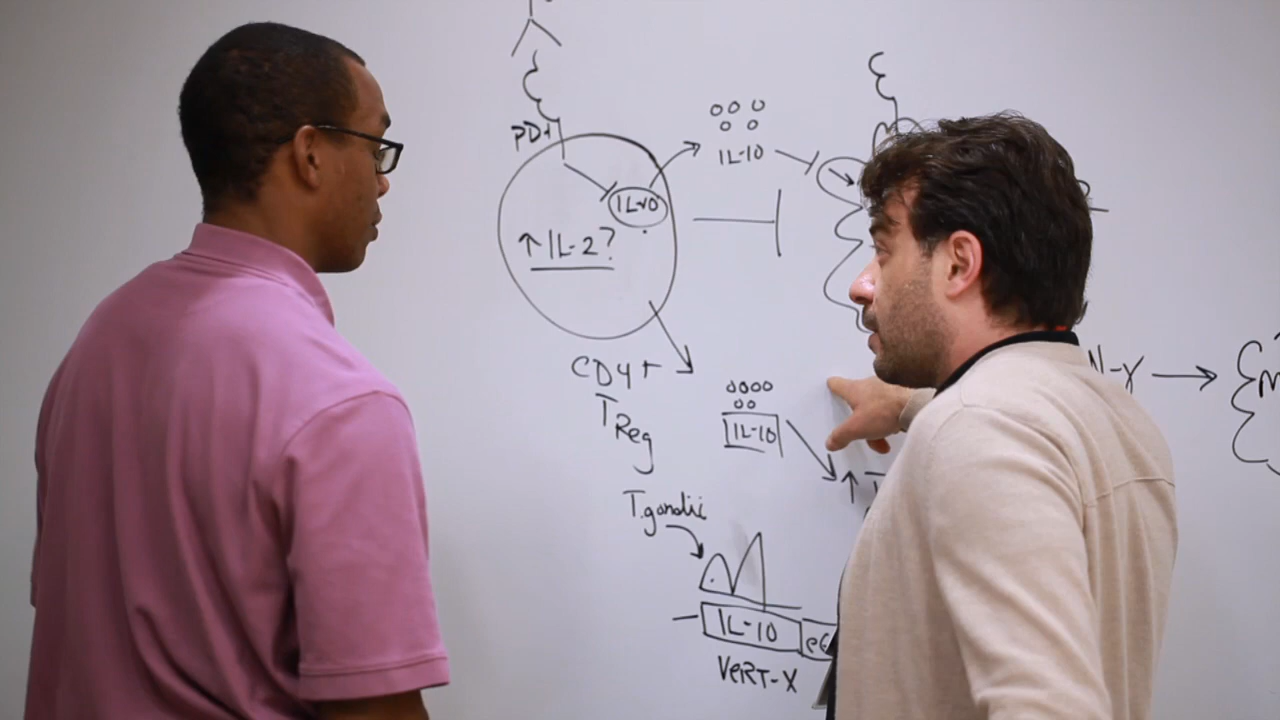 PD1
IL-10
IL-10
↑ IL-2?
CD4+
TReg
IL-10
↑
T.gondii
IL-10
VERT-X